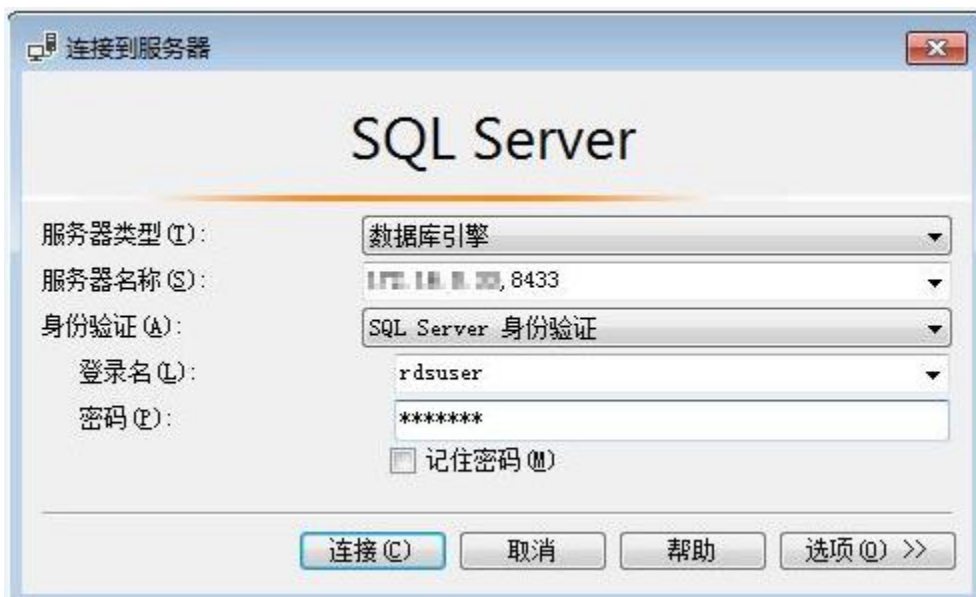 连接到服务器
SQL Server
服务器类型(T): 数据库引擎
服务器名称(S): ,8433
身份验证(A): SQL Server 身份验证
登录名(L): rdsuser
密码(P): *******
记住密码(M)
连接(C) 取消 帮助 选项(O) >>